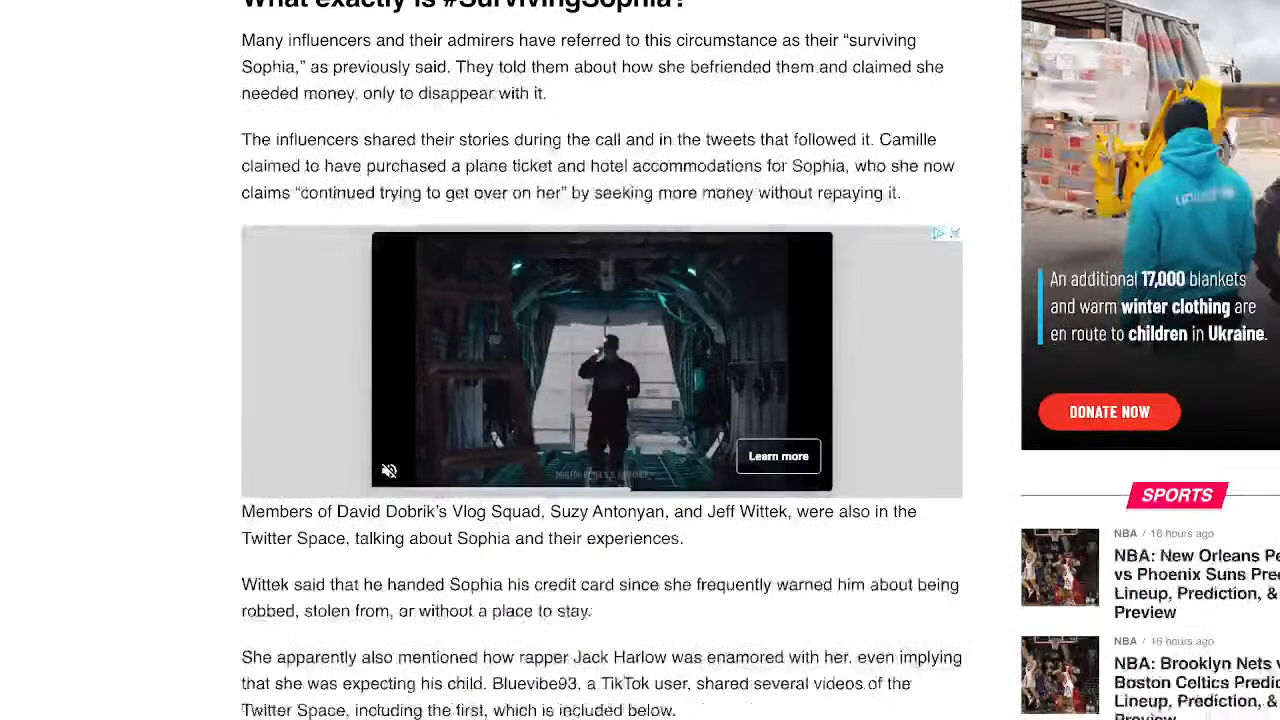 What exactly is #SurvivingSophia?
Many influencers and their admirers have referred to this circumstance as their “surviving
Sophia,” as previously said. They told them about how she befriended them and claimed she
needed money, only to disappear with it.
The influencers shared their stories during the call and in the tweets that followed it. Camille
claimed to have purchased a plane ticket and hotel accommodations for Sophia, who she now
claims “continued trying to get over on her” by seeking more money without repaying it.
Learn more
Members of David Dobrik’s Vlog Squad, Suzy Antonyan, and Jeff Wittek, were also in the
Twitter Space, talking about Sophia and their experiences.
Wittek said that he handed Sophia his credit card since she frequently warned him about being
robbed, stolen from, or without a place to stay.
She apparently also mentioned how rapper Jack Harlow was enamored with her, even implying
that she was expecting his child. Bluevibe93, a TikTok user, shared several videos of the
Twitter Space, including the first, which is included below.
An additional 17,000 blankets
and warm winter clothing are
en route to children in Ukraine.
DONATE NOW
SPORTS
NBA / 16 hours ago
NBA: New Orleans Pe
vs Phoenix Suns Pre
Lineup, Prediction, &
Preview
NBA / 16 hours ago
NBA: Brooklyn Nets v
Boston Celtics Predic
Lineup, Prediction, &
Preview